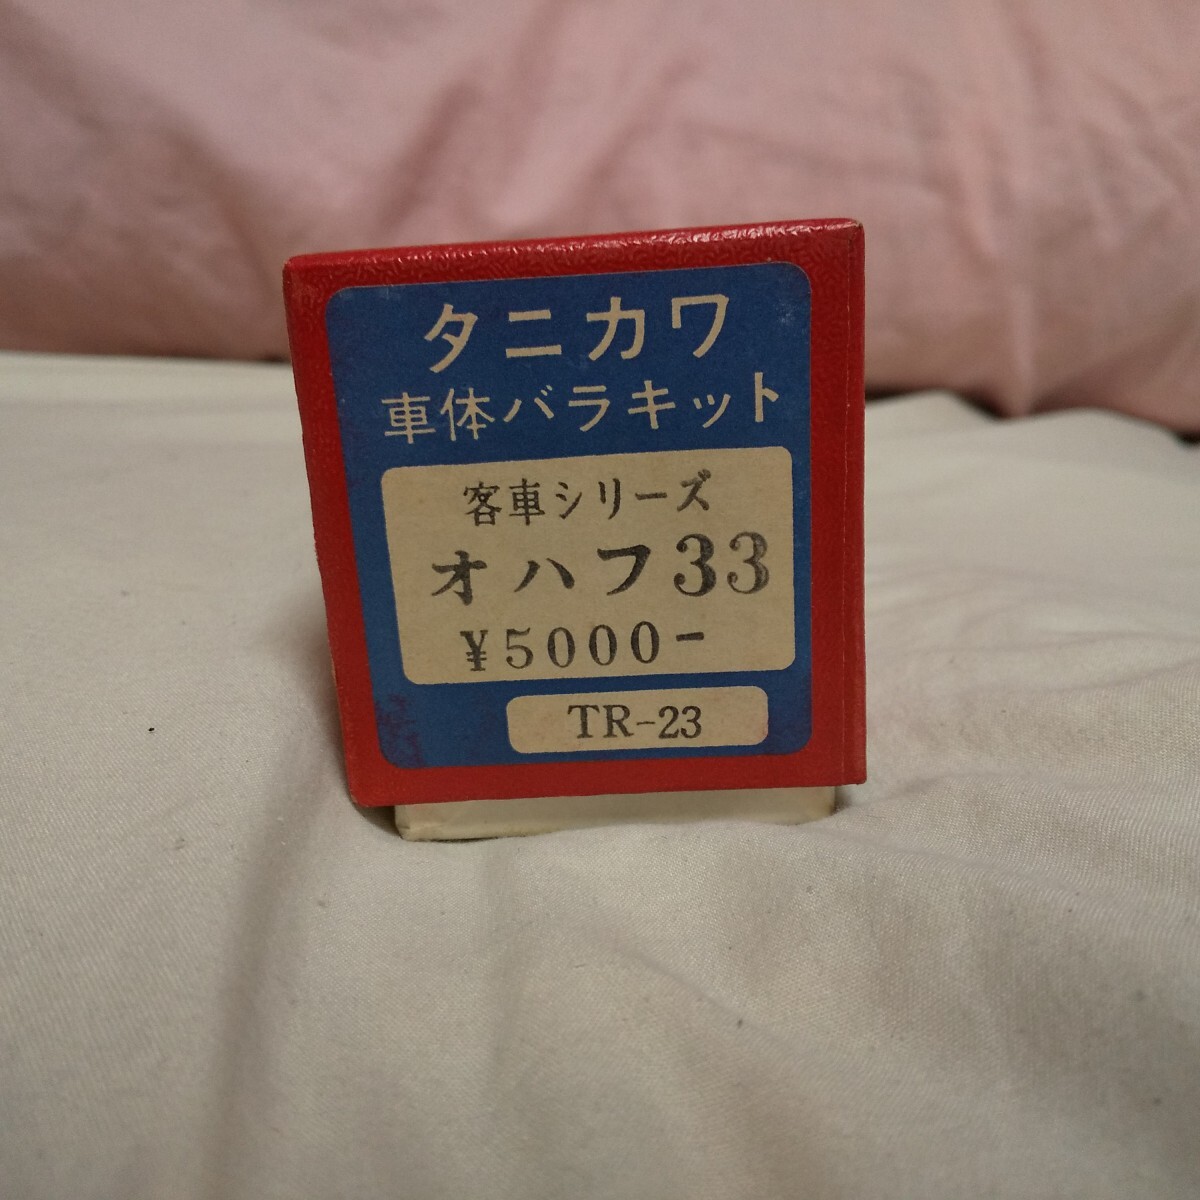 タニカワ
車体バラキット
客車シリーズ
オハフ33
¥5000-
TR-23